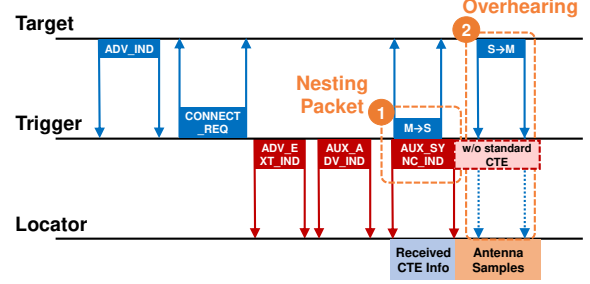 Overhearing
Target
2
ADV_IND
S→M
Nesting
Packet
1
CONNECT
_REQ
Trigger
M→S
ADV_E
XT_IND
AUX_A
DV_IND
AUX_SY
NC_IND
w/o standard
CTE
Locator
Received
CTE Info
Antenna
Samples